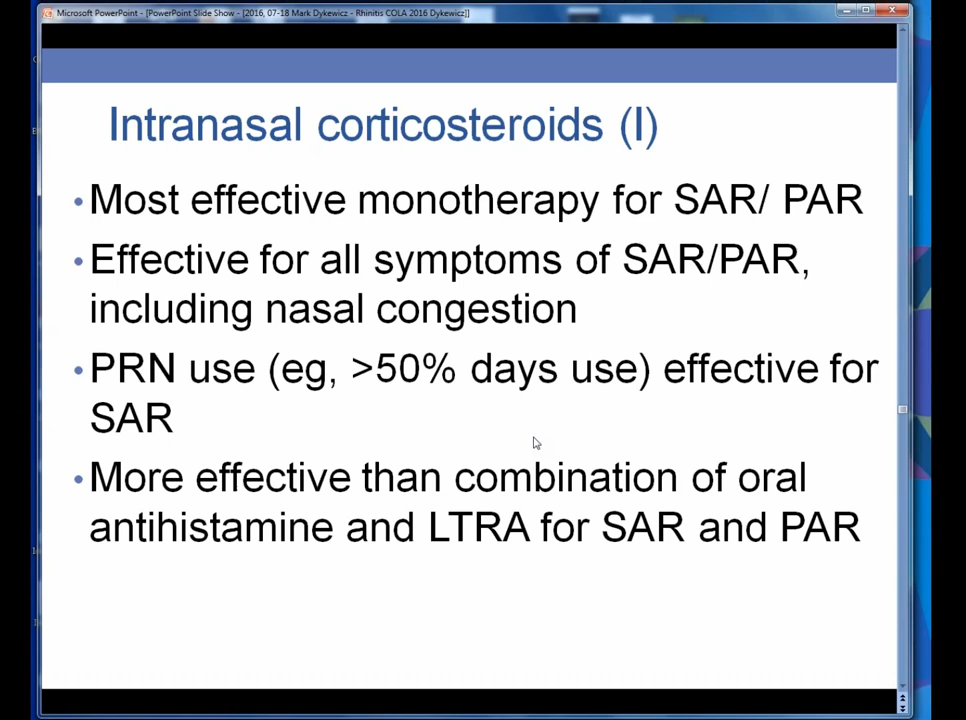 Microsoft PowerPoint - [PowerPoint Slide Show - [2016, 07-18 Mark Dykewicz - Rhinitis COLA 2016 Dykewicz]]
Intranasal corticosteroids (I)
•Most effective monotherapy for SAR/ PAR
•Effective for all symptoms of SAR/PAR,
including nasal congestion
•PRN use (eg, >50% days use) effective for
SAR
•More effective than combination of oral
antihistamine and LTRA for SAR and PAR